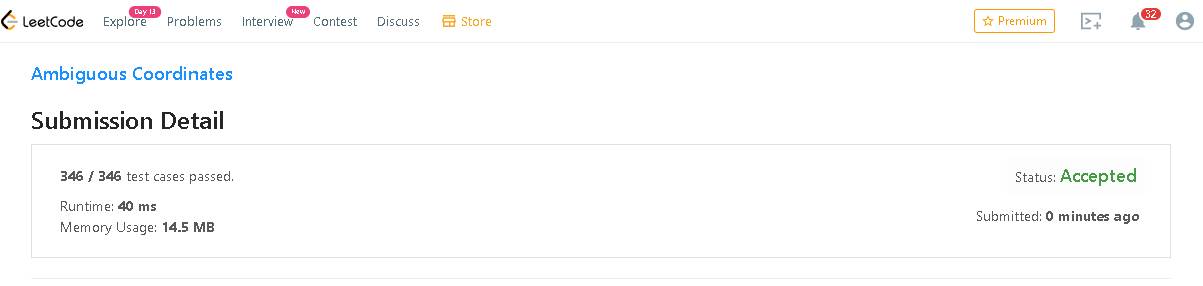 LeetCode Explore Day 13 Problems Interview New Contest Discuss Store Premium 32
Ambiguous Coordinates
Submission Detail
346 / 346 test cases passed. Status: Accepted
Runtime: 40 ms
Submitted: 0 minutes ago
Memory Usage: 14.5 MB